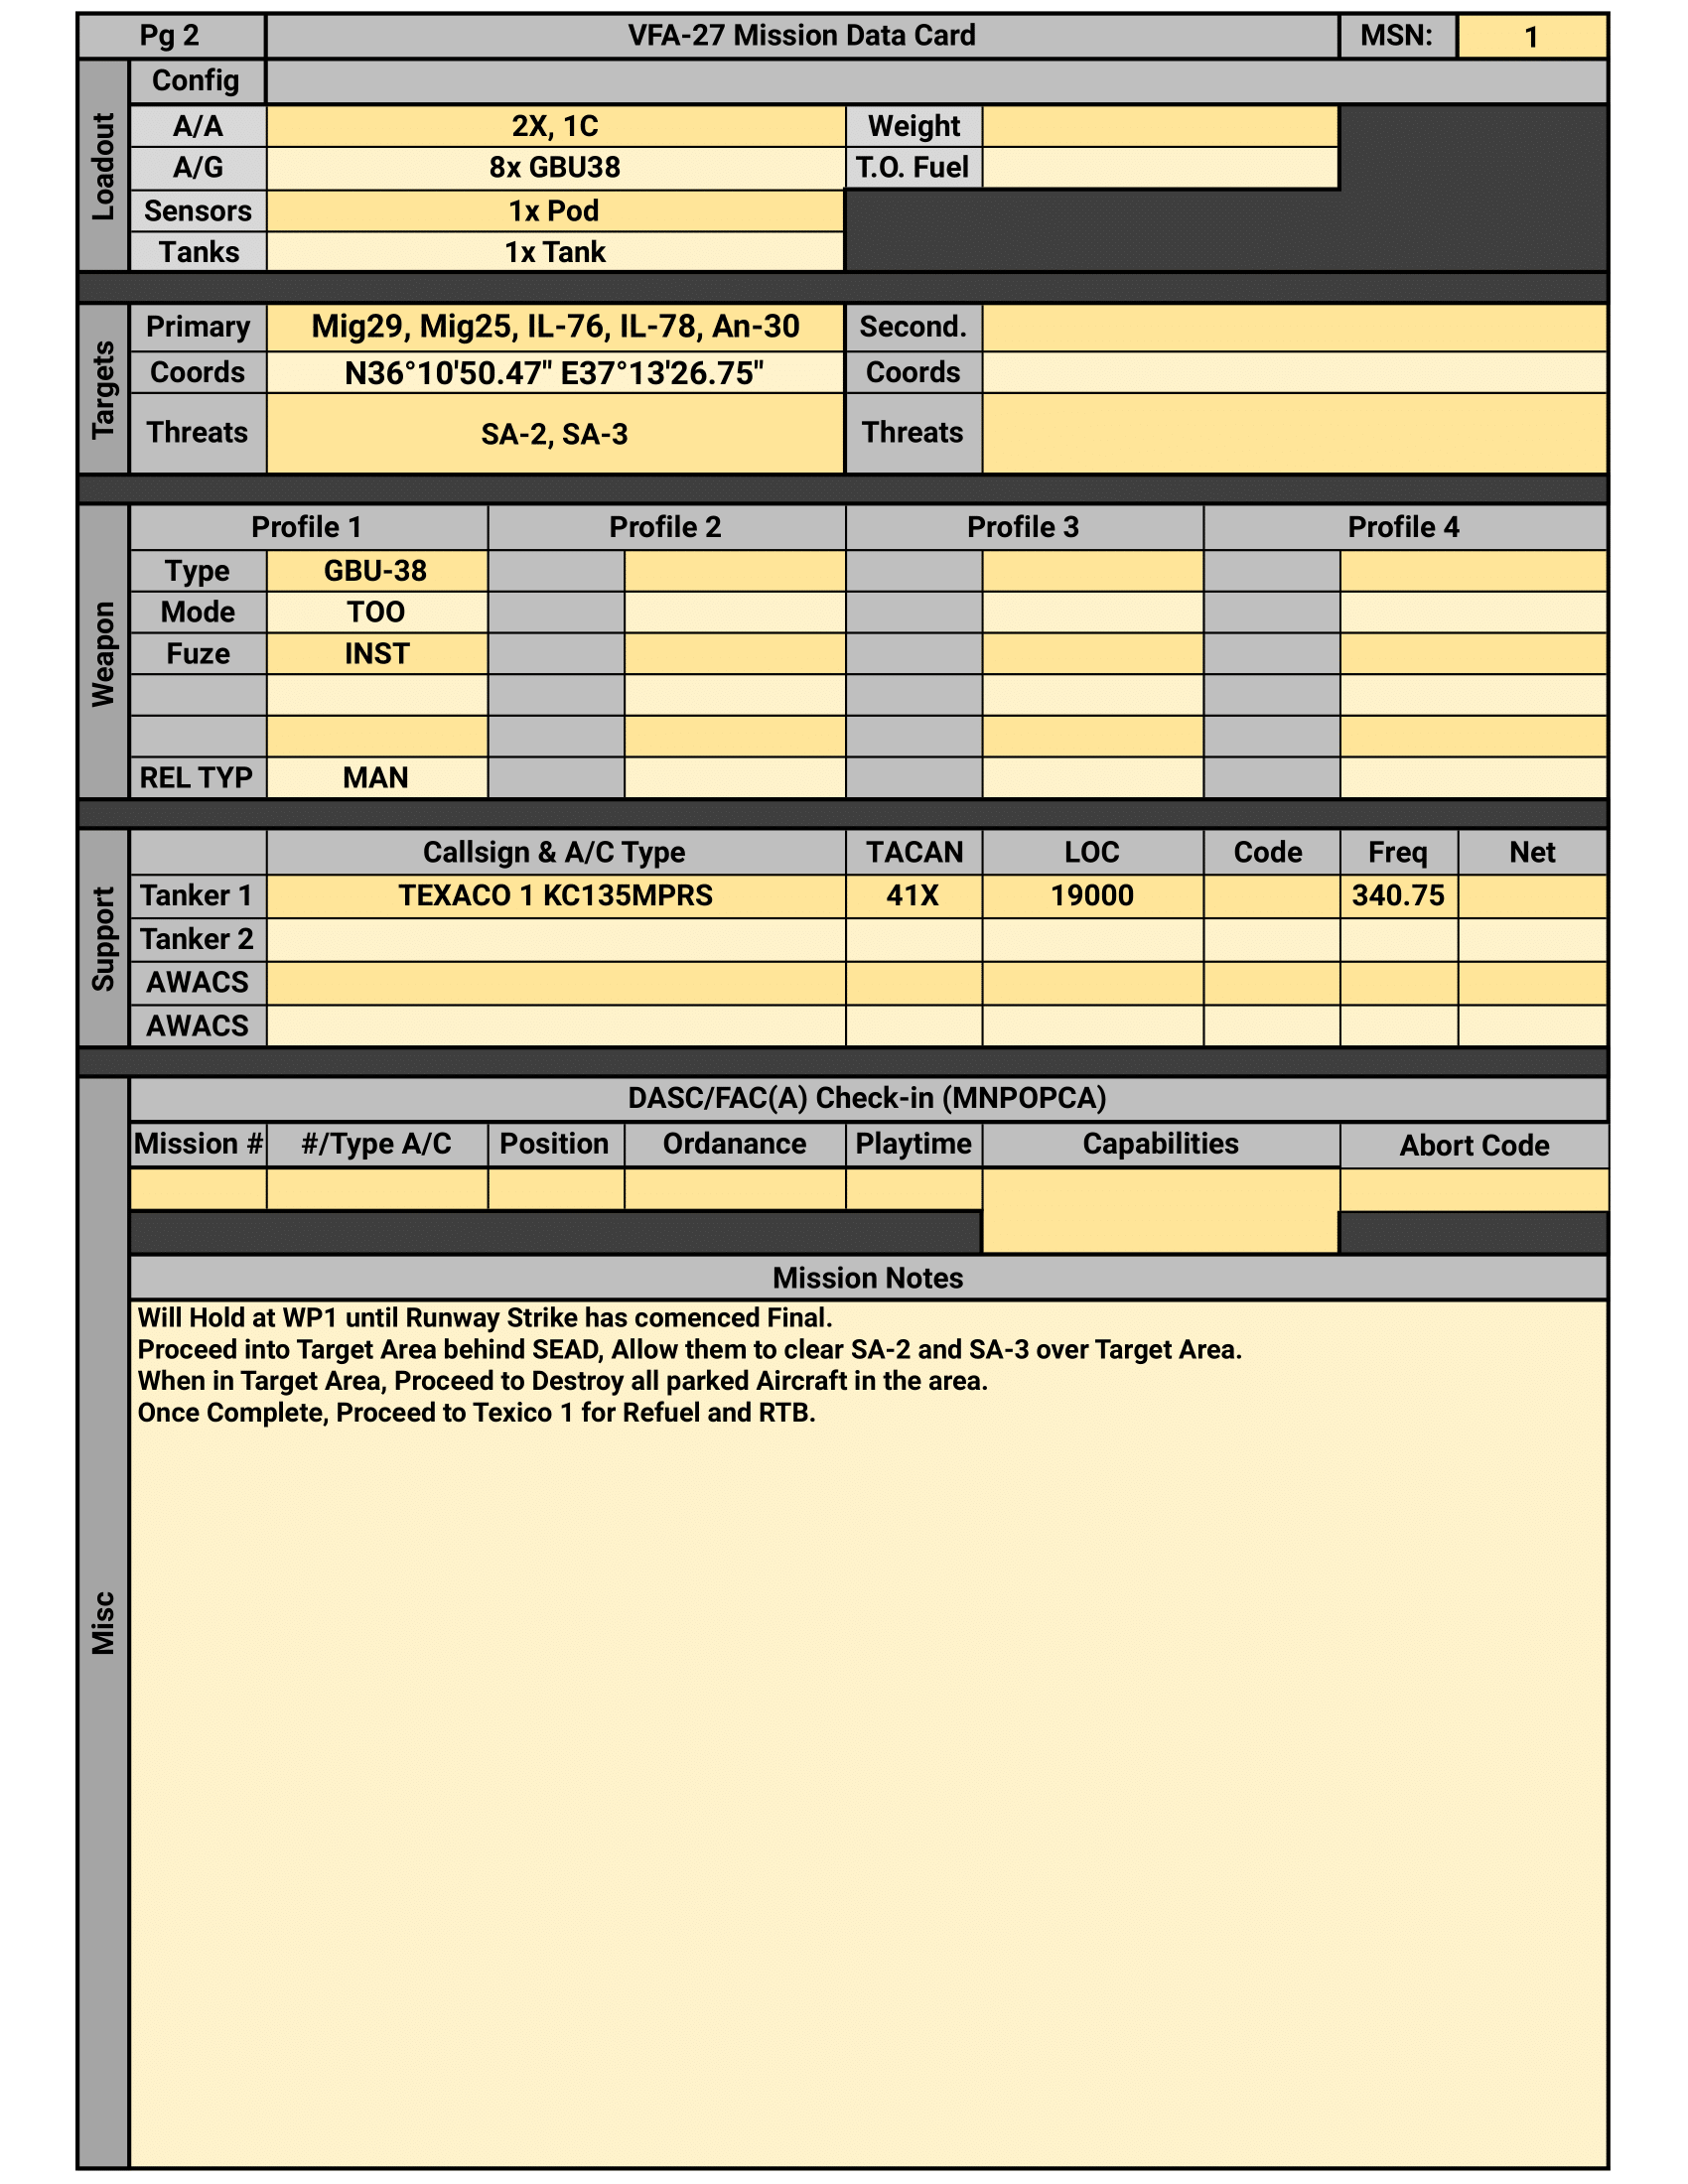 Pg 2 VFA-27 Mission Data Card MSN: 1
Loadout
Config
A/A 2X, 1C Weight
A/G 8x GBU38 T.O. Fuel
Sensors 1x Pod
Tanks 1x Tank
Targets
Primary Mig29, Mig25, IL-76, IL-78, An-30 Second.
Coords N36°10'50.47" E37°13'26.75" Coords
Threats SA-2, SA-3 Threats
Weapon
Profile 1 Profile 2 Profile 3 Profile 4
Type GBU-38
Mode TOO
Fuze INST
REL TYP MAN
Support
Callsign & A/C Type TACAN LOC Code Freq Net
Tanker 1 TEXACO 1 KC135MPRS 41X 19000 340.75
Tanker 2
AWACS
AWACS
Misc
DASC/FAC(A) Check-in (MNPOPCA)
Mission # #/Type A/C Position Ordanance Playtime Capabilities Abort Code
Mission Notes
Will Hold at WP1 until Runway Strike has comenced Final.
Proceed into Target Area behind SEAD, Allow them to clear SA-2 and SA-3 over Target Area.
When in Target Area, Proceed to Destroy all parked Aircraft in the area.
Once Complete, Proceed to Texico 1 for Refuel and RTB.